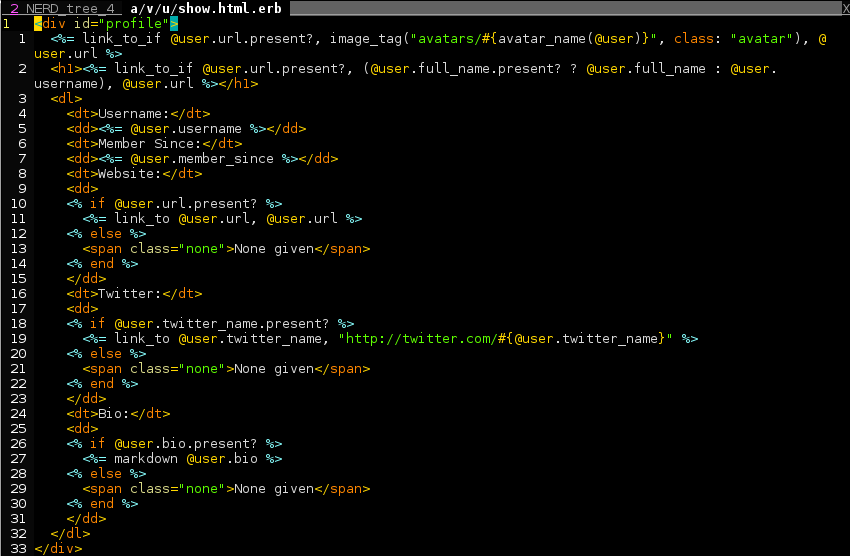 2 NERD_tree_4 a/v/u/show.html.erb X
1 <div id="profile">
1 <%= link_to_if @user.url.present?, image_tag("avatars/#{avatar_name(@user)}", class: "avatar"), @
user.url %>
2 <h1><%= link_to_if @user.url.present?, (@user.full_name.present? ? @user.full_name : @user.
username), @user.url %></h1>
3 <dl>
4 <dt>Username:</dt>
5 <dd><%= @user.username %></dd>
6 <dt>Member Since:</dt>
7 <dd><%= @user.member_since %></dd>
8 <dt>Website:</dt>
9 <dd>
10 <% if @user.url.present? %>
11 <%= link_to @user.url, @user.url %>
12 <% else %>
13 <span class="none">None given</span>
14 <% end %>
15 </dd>
16 <dt>Twitter:</dt>
17 <dd>
18 <% if @user.twitter_name.present? %>
19 <%= link_to @user.twitter_name, "http://twitter.com/#{@user.twitter_name}" %>
20 <% else %>
21 <span class="none">None given</span>
22 <% end %>
23 </dd>
24 <dt>Bio:</dt>
25 <dd>
26 <% if @user.bio.present? %>
27 <%= markdown @user.bio %>
28 <% else %>
29 <span class="none">None given</span>
30 <% end %>
31 </dd>
32 </dl>
33 </div>